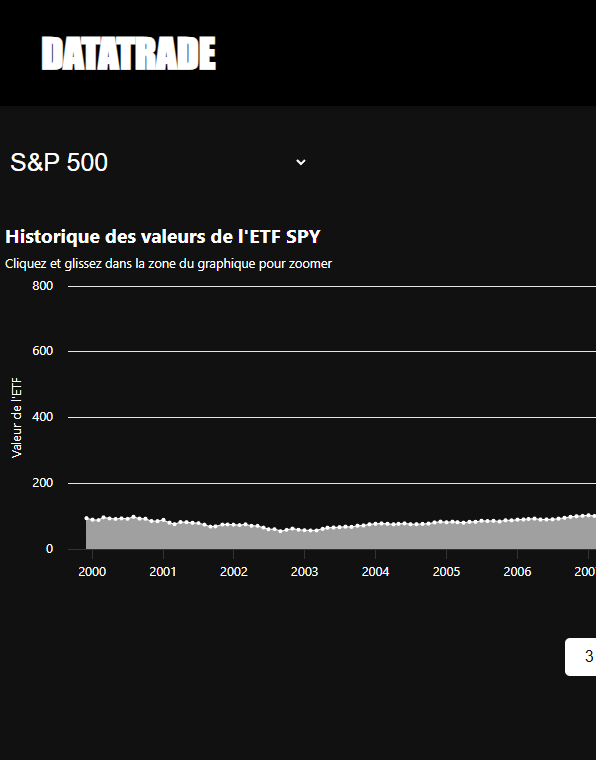 DATATRADE
S&P 500
Historique des valeurs de l'ETF SPY
Cliquez et glissez dans la zone du graphique pour zoomer
800
600
400
200
0
Valeur de l'ETF
2000 2001 2002 2003 2004 2005 2006 200
3